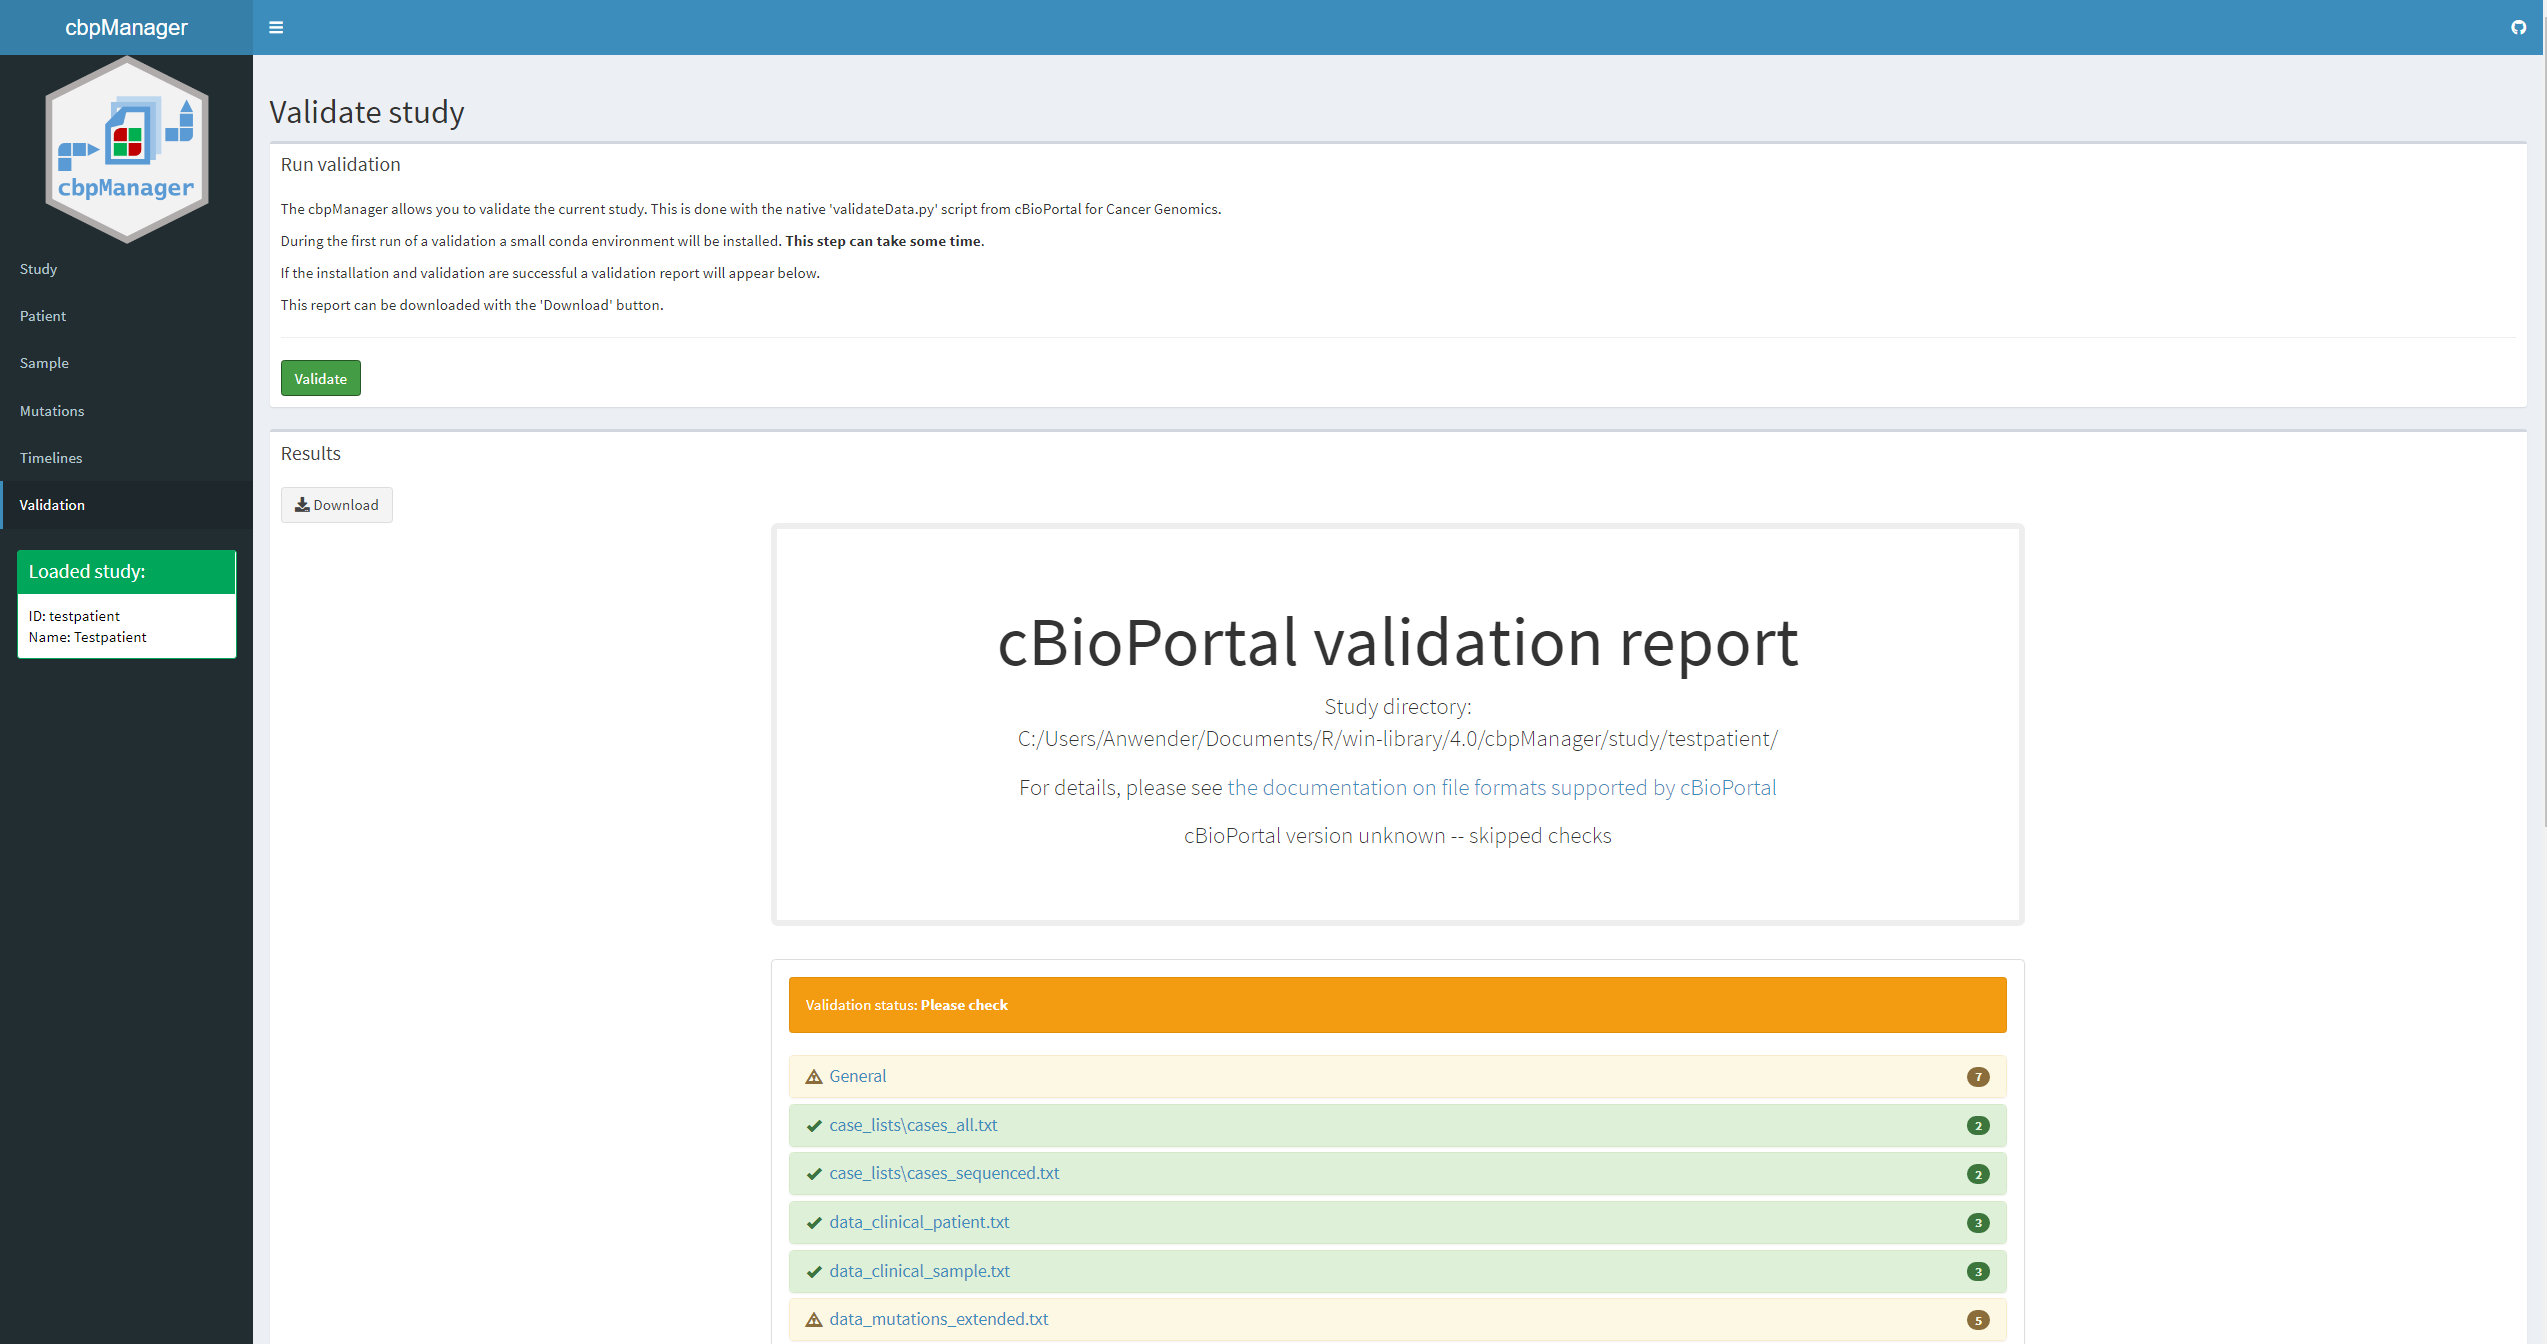 cbpManager
cbpManager
Study
Patient
Sample
Mutations
Timelines
Validation
Loaded study:
ID: testpatient
Name: Testpatient
Validate study
Run validation
The cbpManager allows you to validate the current study. This is done with the native 'validateData.py' script from cBioPortal for Cancer Genomics.
During the first run of a validation a small conda environment will be installed. This step can take some time.
If the installation and validation are successful a validation report will appear below.
This report can be downloaded with the 'Download' button.
Validate
Results
Download
cBioPortal validation report
Study directory:
C:/Users/Anwender/Documents/R/win-library/4.0/cbpManager/study/testpatient/
For details, please see the documentation on file formats supported by cBioPortal
cBioPortal version unknown -- skipped checks
Validation status: Please check
General 7
case_lists\cases_all.txt 2
case_lists\cases_sequenced.txt 2
data_clinical_patient.txt 3
data_clinical_sample.txt 3
data_mutations_extended.txt 5